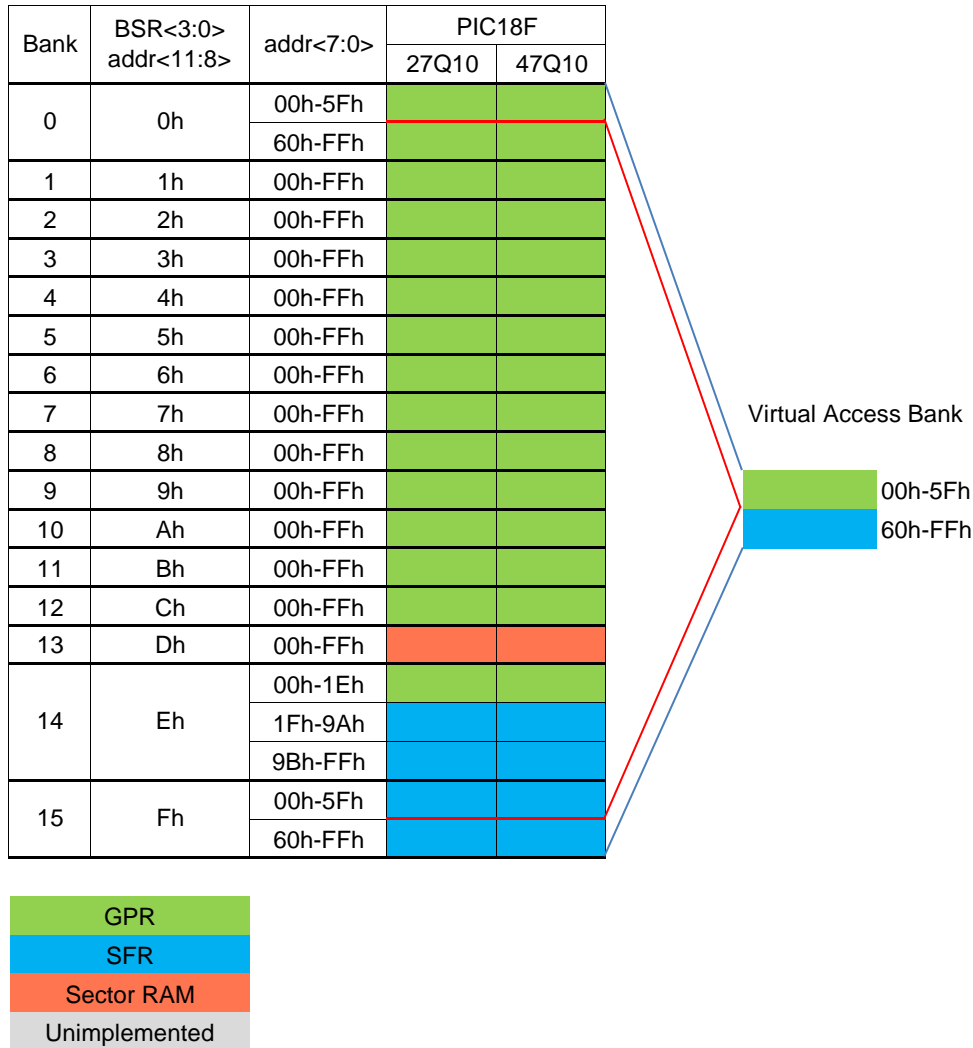 Bank BSR<3:0> addr<11:8> addr<7:0> PIC18F
27Q10 47Q10
0 0h 00h-5Fh
60h-FFh
1 1h 00h-FFh
2 2h 00h-FFh
3 3h 00h-FFh
4 4h 00h-FFh
5 5h 00h-FFh
6 6h 00h-FFh
7 7h 00h-FFh
8 8h 00h-FFh
9 9h 00h-FFh
10 Ah 00h-FFh
11 Bh 00h-FFh
12 Ch 00h-FFh
13 Dh 00h-FFh
14 Eh 00h-1Eh
1Fh-9Ah
9Bh-FFh
15 Fh 00h-5Fh
60h-FFh
Virtual Access Bank
00h-5Fh
60h-FFh
GPR
SFR
Sector RAM
Unimplemented